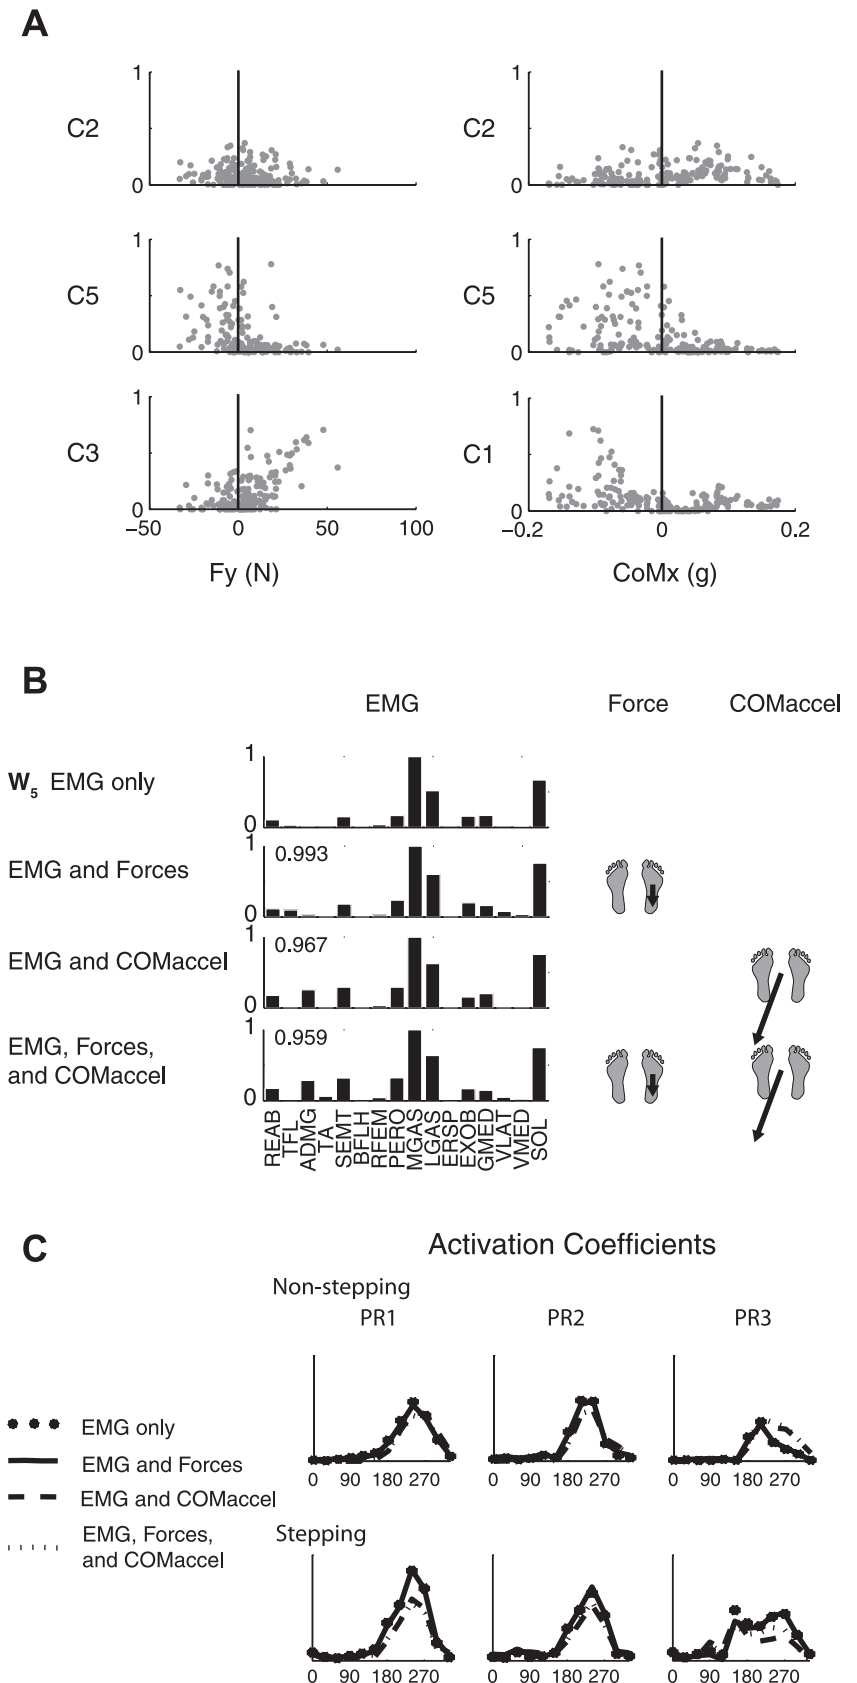 A
1
C2
0
1
C2
0
1
C5
0
1
C5
0
1
C3
0
−50 0 50 100
Fy (N)
1
C1
0
−0.2 0 0.2
CoMx (g)
B
EMG Force COMaccel
W5 EMG only
1
0
EMG and Forces
1
0.993
0
EMG and COMaccel
1
0.967
0
EMG, Forces,
and COMaccel
1
0.959
0
REAB
TFL
ADMG
TA
SEMT
BFLH
RFEM
PERO
MGAS
LGAS
ERSP
EXOB
GMED
VLAT
VMED
SOL
C
Activation Coefficients
Non-stepping
PR1 PR2 PR3
0 90 180 270
0 90 180 270
0 90 180 270
EMG only
EMG and Forces
EMG and COMaccel
EMG, Forces,
and COMaccel
Stepping
0 90 180 270
0 90 180 270
0 90 180 270